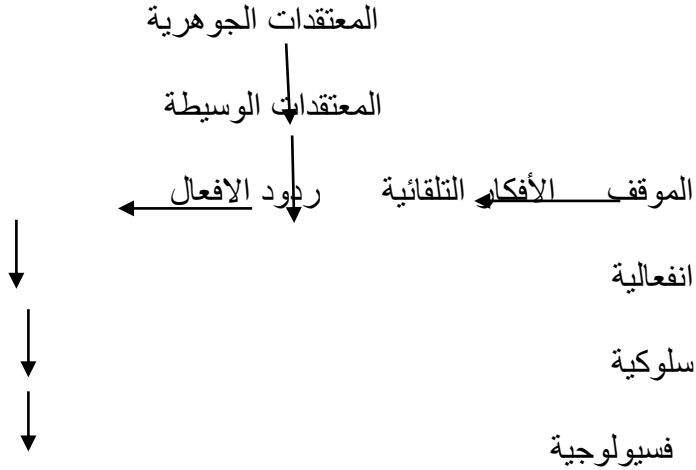 المعتقدات الجوهرية
المعتقدات الوسيطة
الموقف الأفكار التلقائية ردود الافعال
انفعالية
سلوكية
فسيولوجية